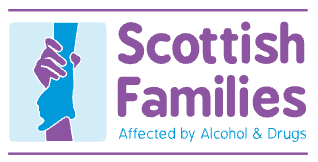 Scottish
Families
Affected by Alcohol & Drugs